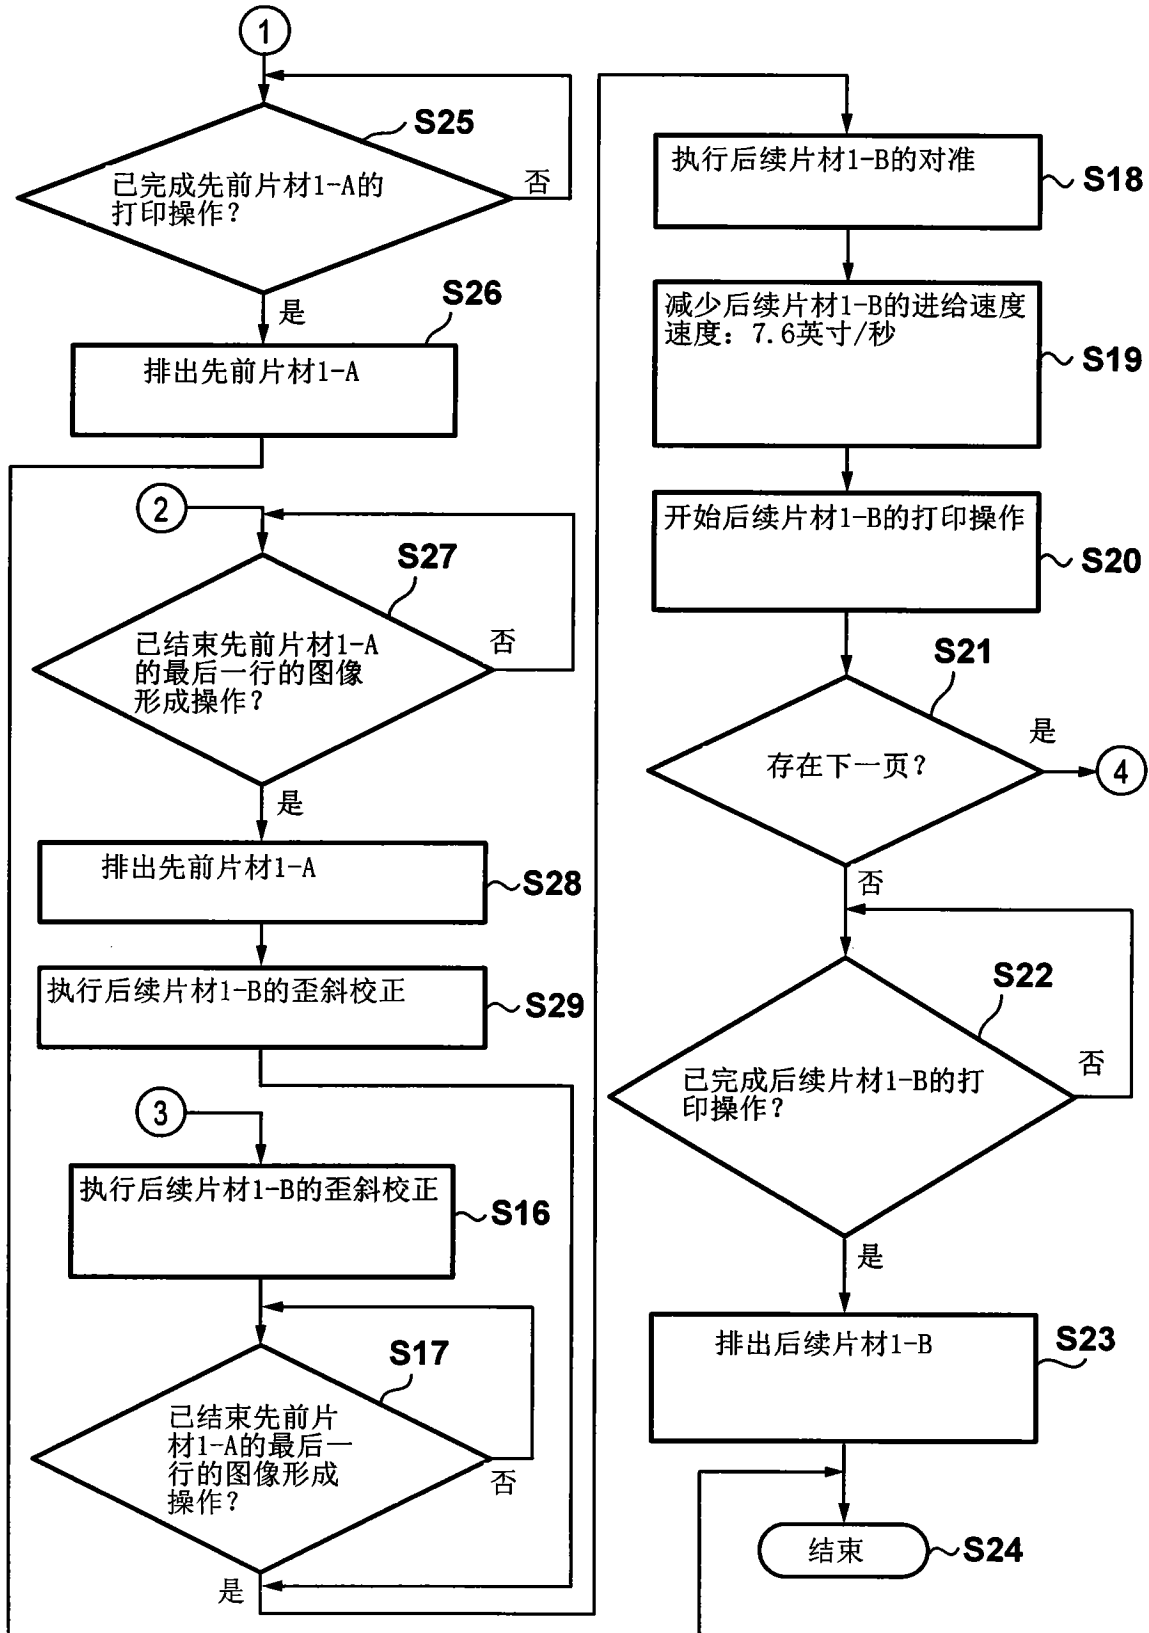 1
S25
已完成先前片材1-A的
打印操作？
否
是
S26
排出先前片材1-A
2
S27
已结束先前片材1-A
的最后一行的图像
形成操作？
否
是
排出先前片材1-A
S28
执行后续片材1-B的歪斜校正
S29
3
执行后续片材1-B的歪斜校正
S16
S17
已结束先前片
材1-A的最后一
行的图像形成
操作？
否
是
执行后续片材1-B的对准
S18
减少后续片材1-B的进给速度
速度：7.6英寸/秒
S19
开始后续片材1-B的打印操作
S20
S21
存在下一页？
是
4
否
S22
已完成后续片材1-B的打
印操作？
否
是
排出后续片材1-B
S23
结束
S24